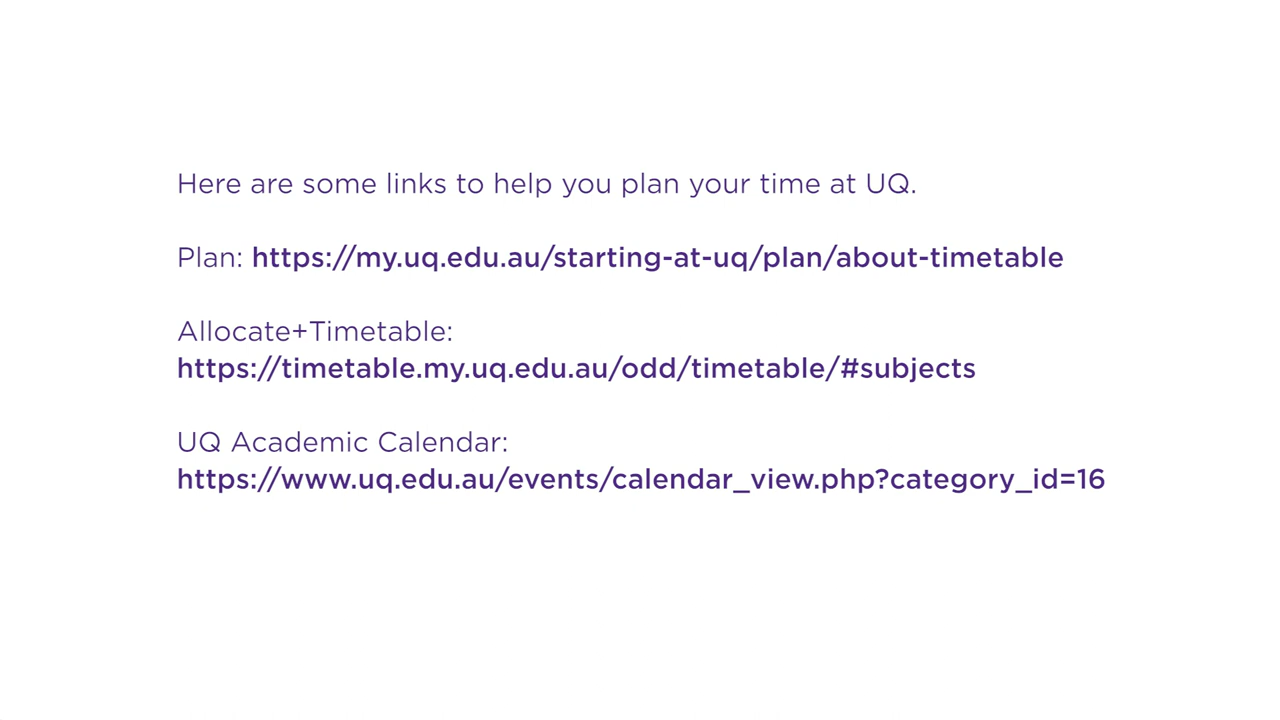 Here are some links to help you plan your time at UQ.
Plan: https://my.uq.edu.au/starting-at-uq/plan/about-timetable
Allocate+Timetable:
https://timetable.my.uq.edu.au/odd/timetable/#subjects
UQ Academic Calendar:
https://www.uq.edu.au/events/calendar_view.php?category_id=16